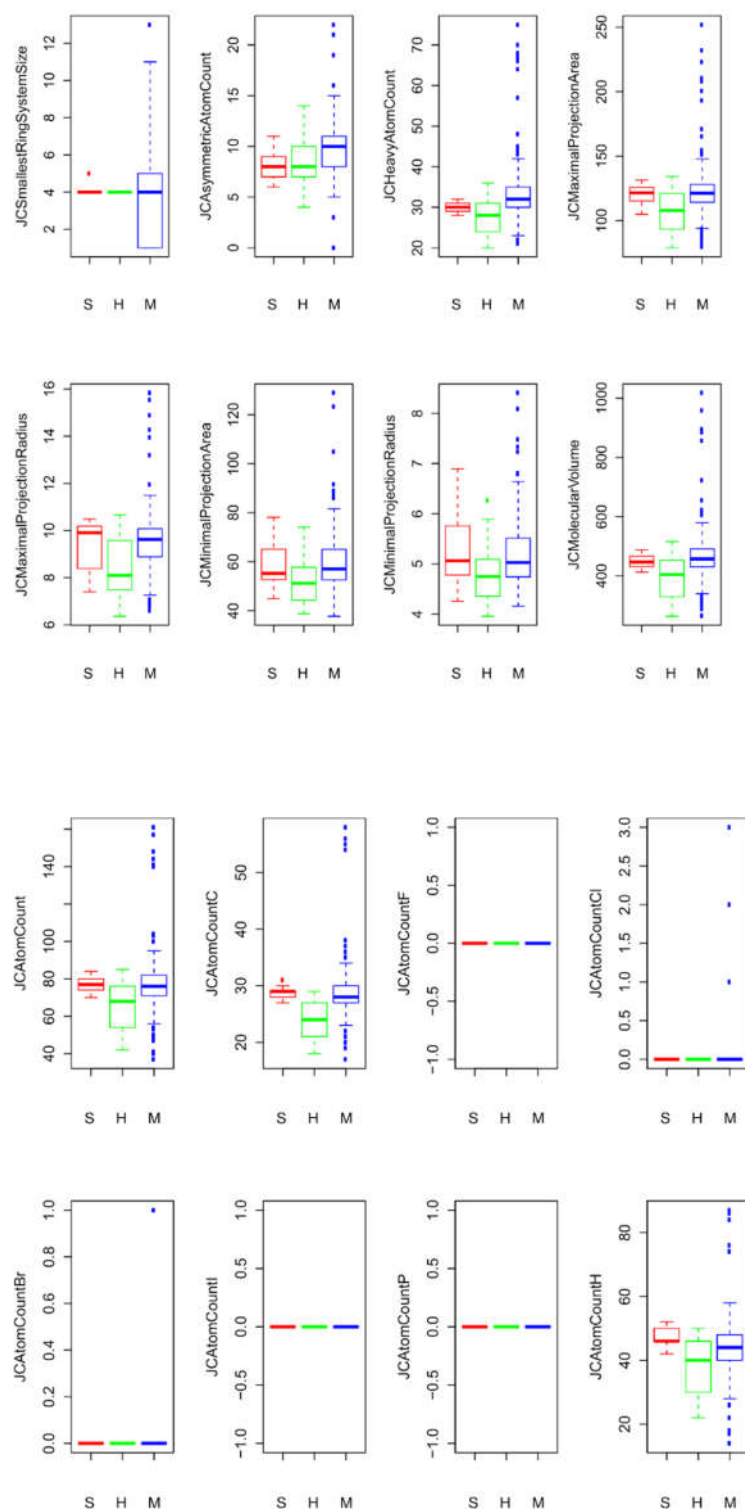 JCSmallestRingSystemSize
2 4 6 8 10 12
S H M
JCAsymmetricAtomCount
0 5 10 15 20
S H M
JCHeavyAtomCount
20 30 40 50 60 70
S H M
JCMaximalProjectionArea
100 150 200 250
S H M
JCMaximalProjectionRadius
6 8 10 12 14 16
S H M
JCMinimalProjectionArea
40 60 80 100 120
S H M
JCMinimalProjectionRadius
4 5 6 7 8
S H M
JCMolecularVolume
400 600 800 1000
S H M
JCAtomCount
40 60 80 100 140
S H M
JCAtomCountC
20 30 40 50
S H M
JCAtomCountF
−1.0 −0.5 0.0 0.5 1.0
S H M
JCAtomCountCl
0.0 0.5 1.0 1.5 2.0 2.5 3.0
S H M
JCAtomCountBr
0.0 0.2 0.4 0.6 0.8 1.0
S H M
JCAtomCountI
−1.0 −0.5 0.0 0.5 1.0
S H M
JCAtomCountP
−1.0 −0.5 0.0 0.5 1.0
S H M
JCAtomCountH
20 40 60 80
S H M